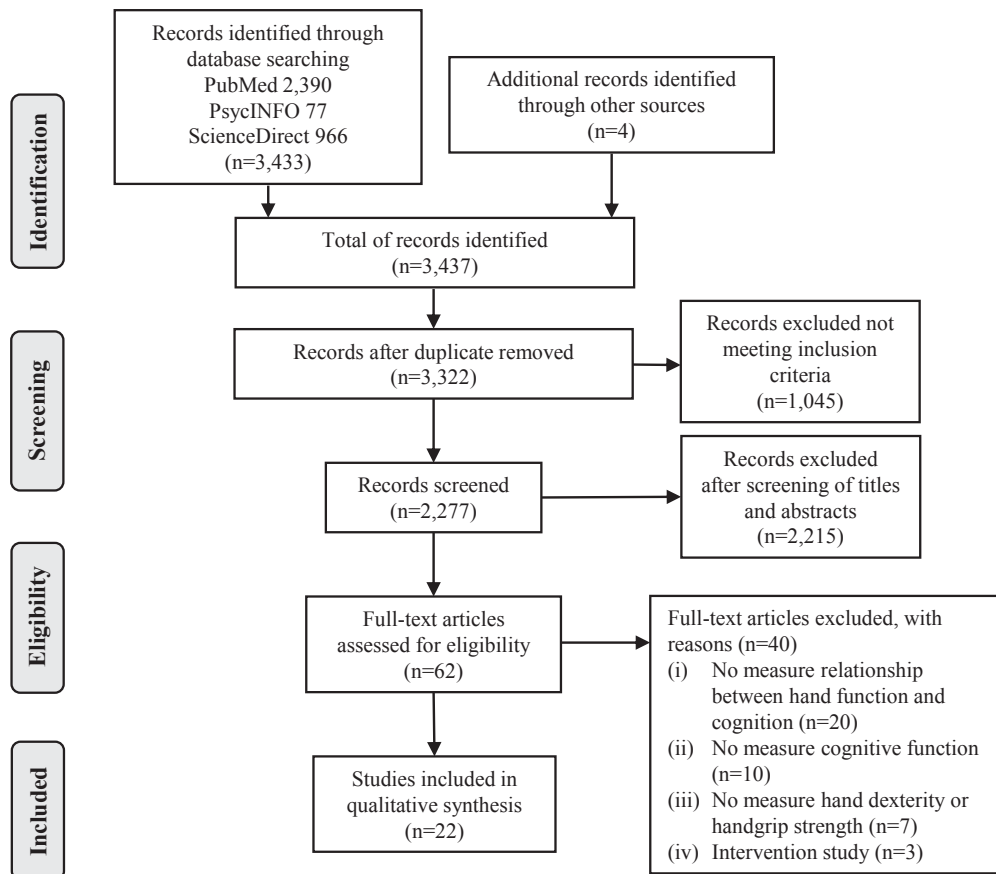 Records identified through
database searching
PubMed 2,390
PsycINFO 77
ScienceDirect 966
(n=3,433)
Additional records identified
through other sources
(n=4)
Identification
Total of records identified
(n=3,437)
Records after duplicate removed
(n=3,322)
Records excluded not
meeting inclusion
criteria
(n=1,045)
Screening
Records screened
(n=2,277)
Records excluded
after screening of titles
and abstracts
(n=2,215)
Eligibility
Full-text articles
assessed for eligibility
(n=62)
Full-text articles excluded, with
reasons (n=40)
(i) No measure relationship
between hand function and
cognition (n=20)
(ii) No measure cognitive function
(n=10)
(iii) No measure hand dexterity or
handgrip strength (n=7)
(iv) Intervention study (n=3)
Included
Studies included in
qualitative synthesis
(n=22)